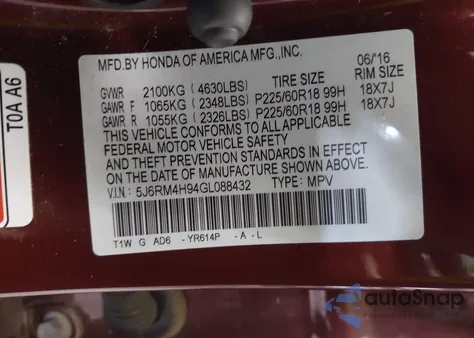 MFD.BY HONDA OF AMERICA MFG.,INC. 06/'16
TIRE SIZE RIM SIZE
GVWR 2100KG ( 4630LBS)
GAWR F 1065KG ( 2348LBS) P225/60R18 99H 18X7J
GAWR R 1055KG ( 2326LBS) P225/60R18 99H 18X7J
THIS VEHICLE CONFORMS TO ALL APPLICABLE
FEDERAL MOTOR VEHICLE SAFETY
AND THEFT PREVENTION STANDARDS IN EFFECT
ON THE DATE OF MANUFACTURE SHOWN ABOVE.
V.I.N: 5J6RM4H94GL088432 TYPE: MPV
T1W G AD6 -YR614P -A-L
T0A A6
autoSnap